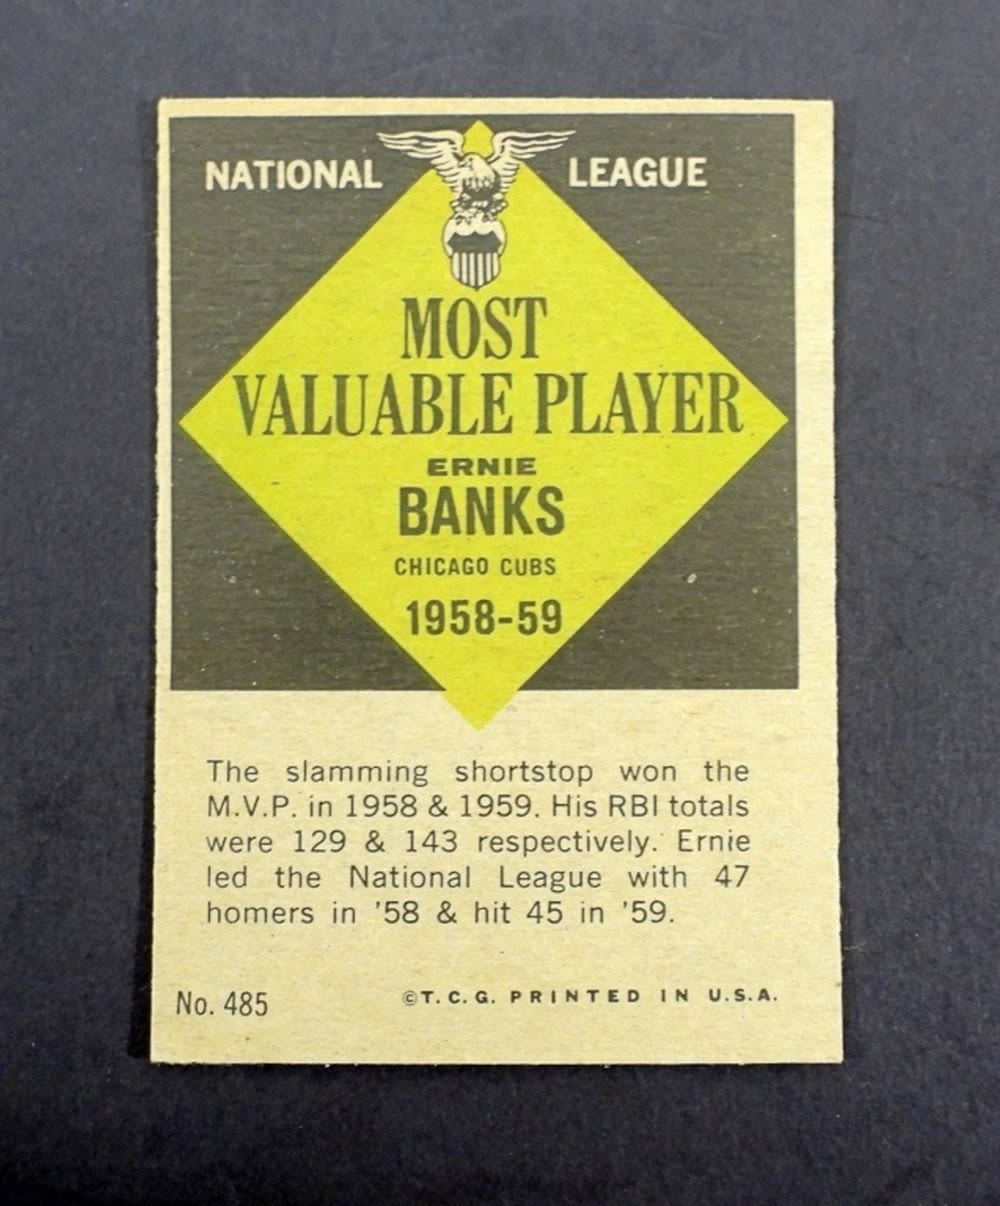 NATIONAL LEAGUE
MOST
VALUABLE PLAYER
ERNIE
BANKS
CHICAGO CUBS
1958-59
The slamming shortstop won the
M.V.P. in 1958 & 1959. His RBI totals
were 129 & 143 respectively. Ernie
led the National League with 47
homers in '58 & hit 45 in '59.
No. 485 ©T.C.G. PRINTED IN U.S.A.